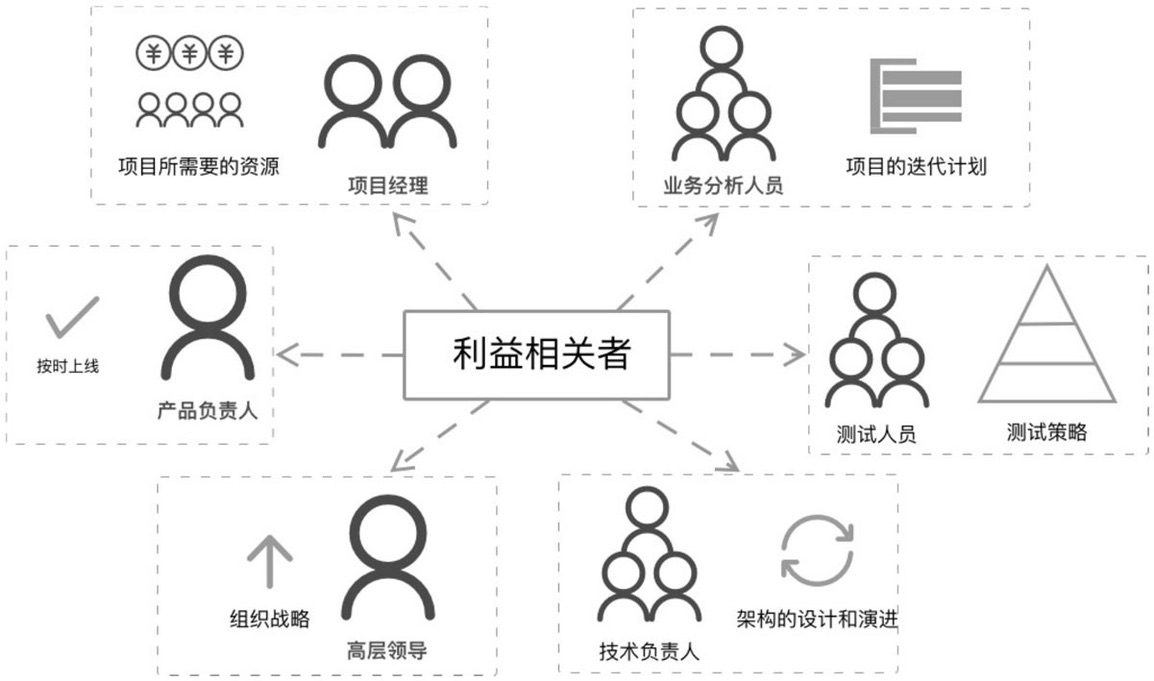 ¥ ¥ ¥
项目所需要的资源
项目经理
业务分析人员
项目的迭代计划
按时上线
产品负责人
利益相关者
测试人员
测试策略
组织战略
高层领导
技术负责人
架构的设计和演进